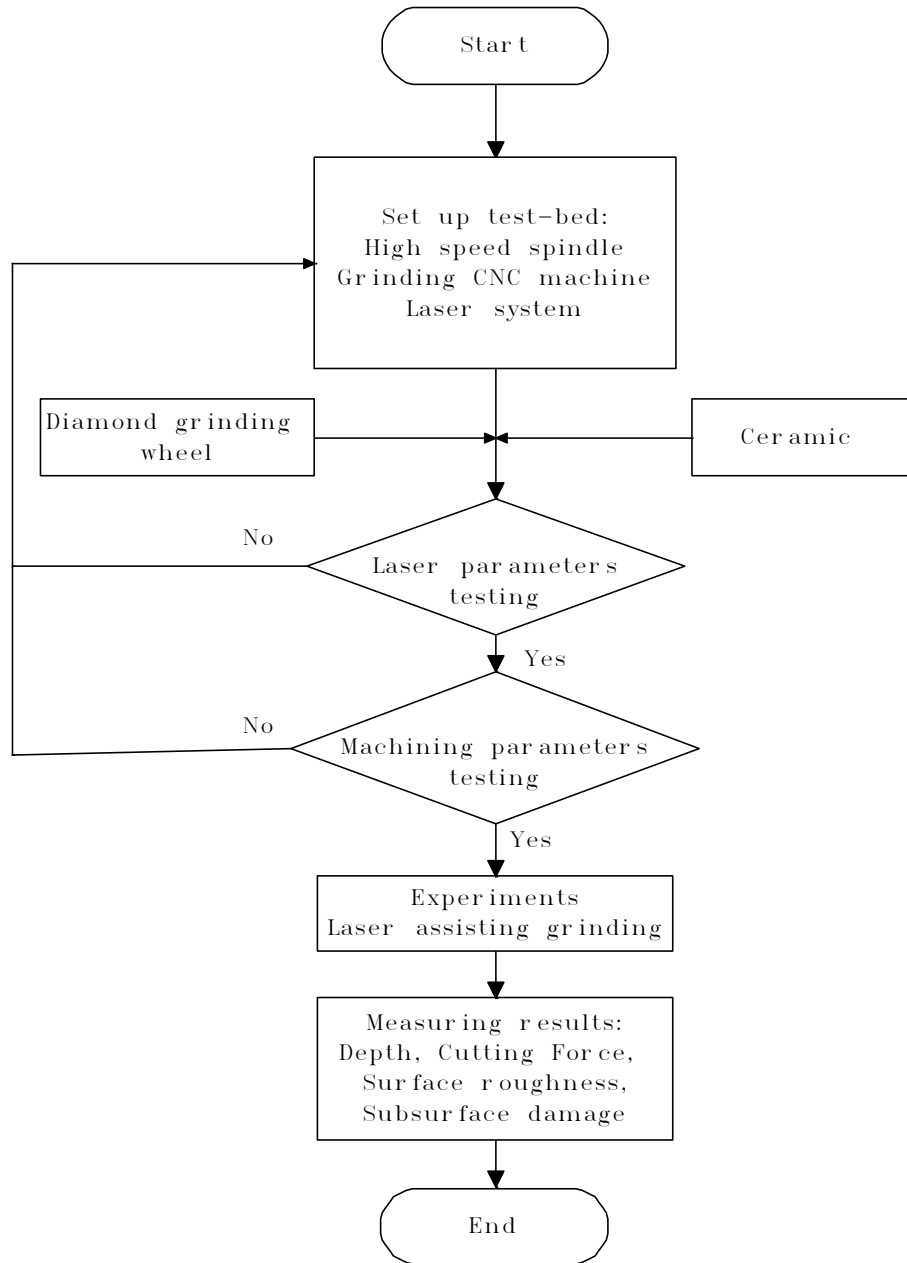 Start
Set up test-bed:
High speed spindle
Grinding CNC machine
Laser system
Diamond grinding
wheel
Ceramic
No
Laser parameters
testing
Yes
No
Machining parameters
testing
Yes
Experiments
Laser assisting grinding
Measuring results:
Depth, Cutting Force,
Surface roughness,
Subsurface damage
End